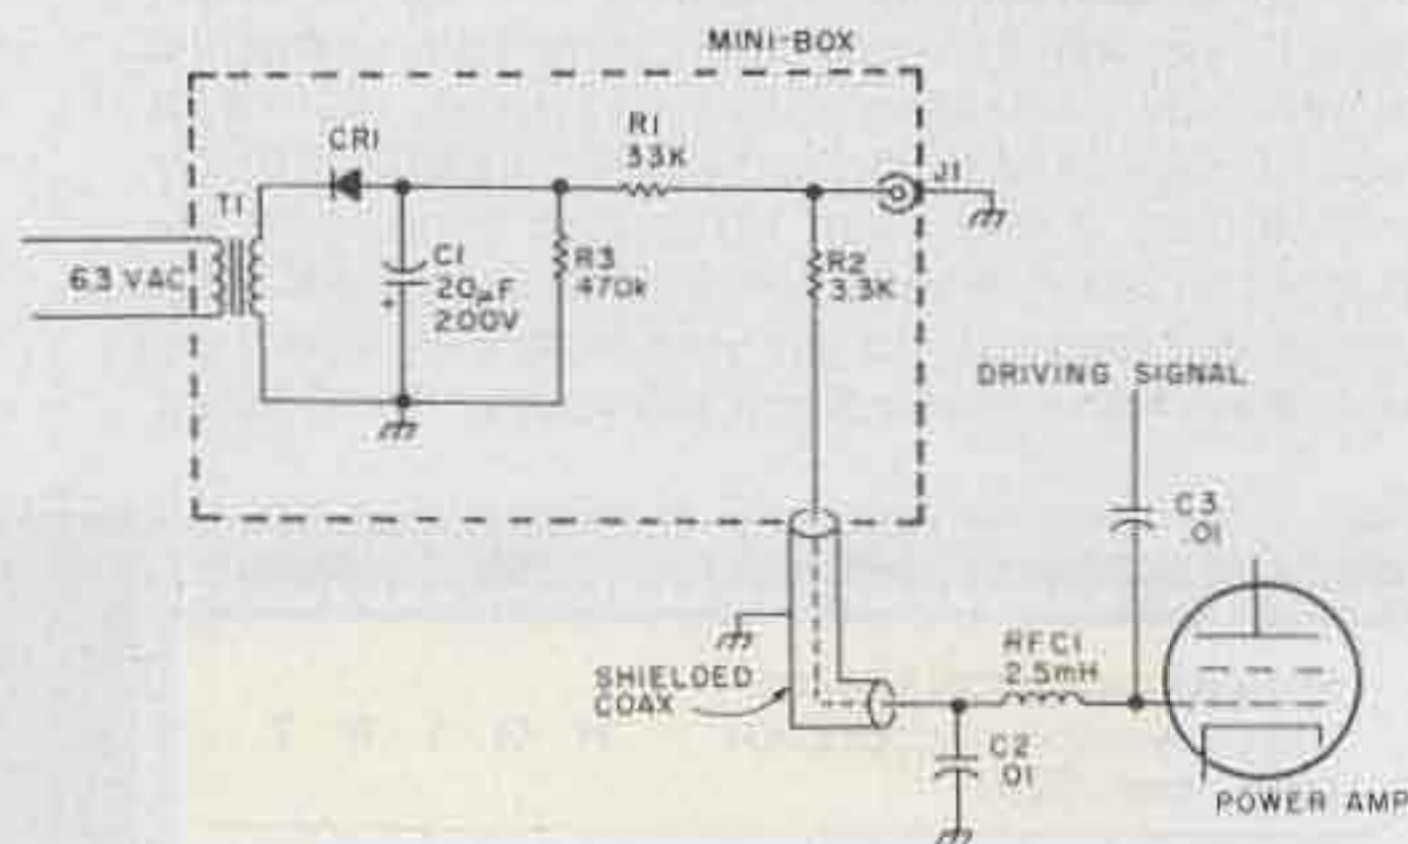 MINI-BOX
CR1
R1
33K
J1
T1
6.3 VAC
C1
20µF
200V
+
R3
470k
R2
3.3K
DRIVING SIGNAL
C3
.01
RFC1
2.5mH
SHIELDED
COAX
C2
.01
POWER AMP